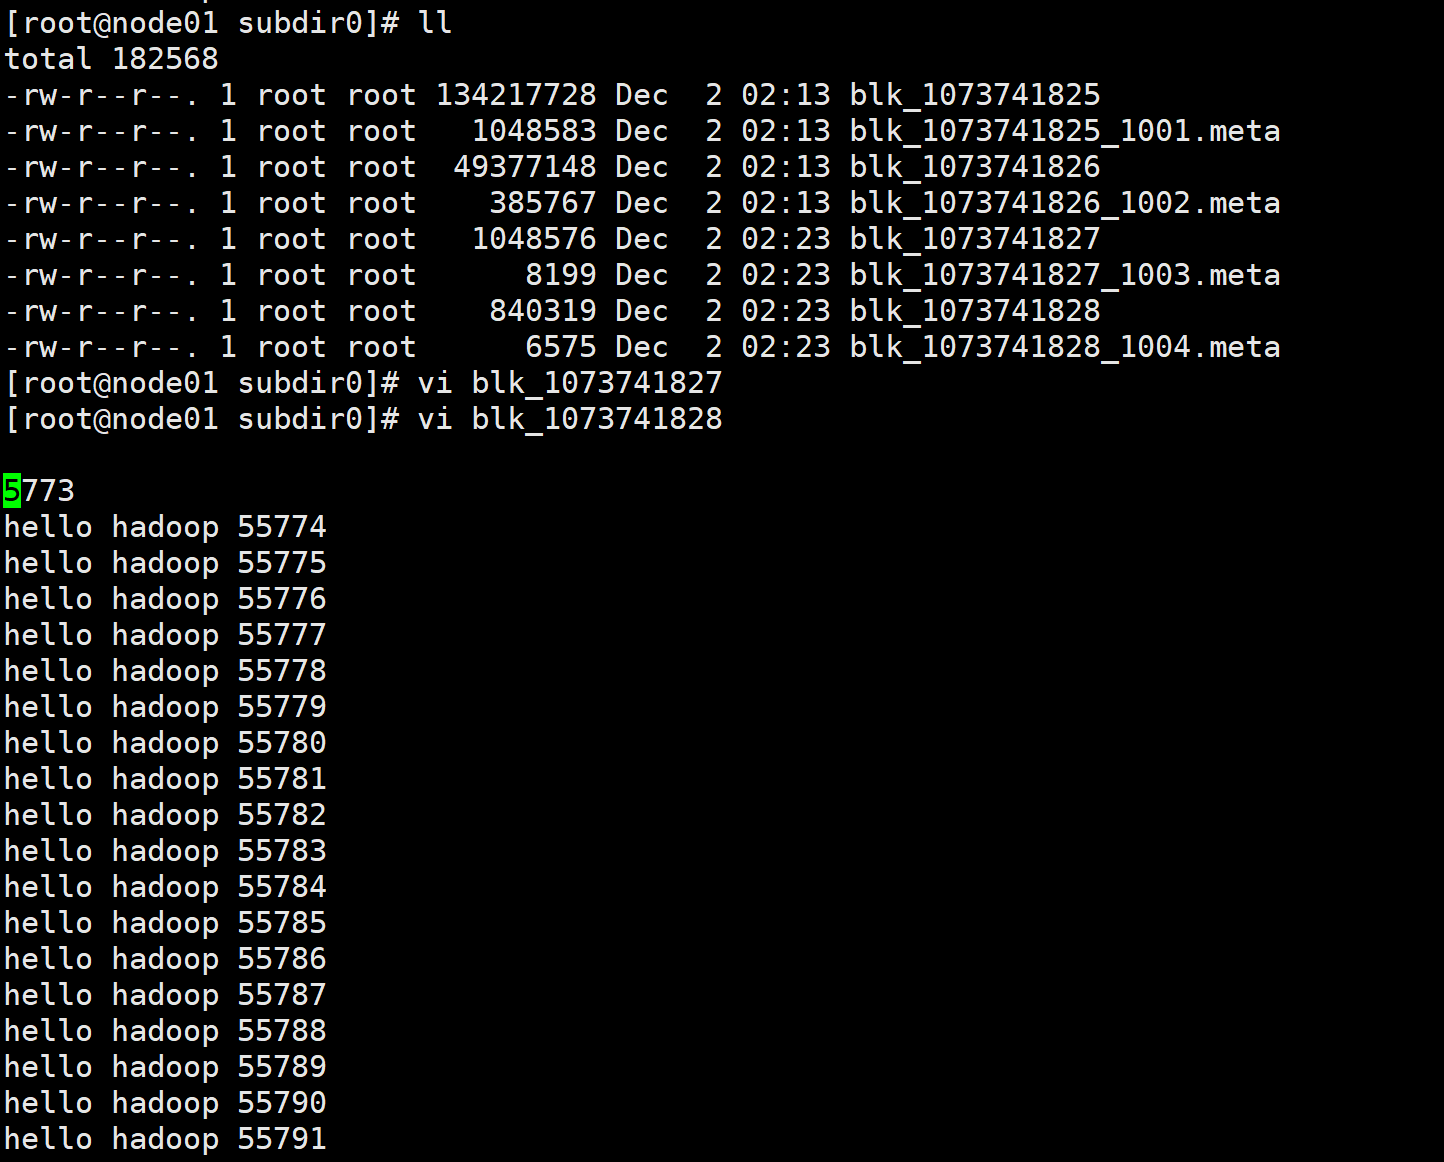 [root@node01 subdir0]# ll
total 182568
-rw-r--r--. 1 root root 134217728 Dec  2 02:13 blk_1073741825
-rw-r--r--. 1 root root   1048583 Dec  2 02:13 blk_1073741825_1001.meta
-rw-r--r--. 1 root root  49377148 Dec  2 02:13 blk_1073741826
-rw-r--r--. 1 root root    385767 Dec  2 02:13 blk_1073741826_1002.meta
-rw-r--r--. 1 root root   1048576 Dec  2 02:23 blk_1073741827
-rw-r--r--. 1 root root      8199 Dec  2 02:23 blk_1073741827_1003.meta
-rw-r--r--. 1 root root    840319 Dec  2 02:23 blk_1073741828
-rw-r--r--. 1 root root      6575 Dec  2 02:23 blk_1073741828_1004.meta
[root@node01 subdir0]# vi blk_1073741827
[root@node01 subdir0]# vi blk_1073741828
5773
hello hadoop 55774
hello hadoop 55775
hello hadoop 55776
hello hadoop 55777
hello hadoop 55778
hello hadoop 55779
hello hadoop 55780
hello hadoop 55781
hello hadoop 55782
hello hadoop 55783
hello hadoop 55784
hello hadoop 55785
hello hadoop 55786
hello hadoop 55787
hello hadoop 55788
hello hadoop 55789
hello hadoop 55790
hello hadoop 55791